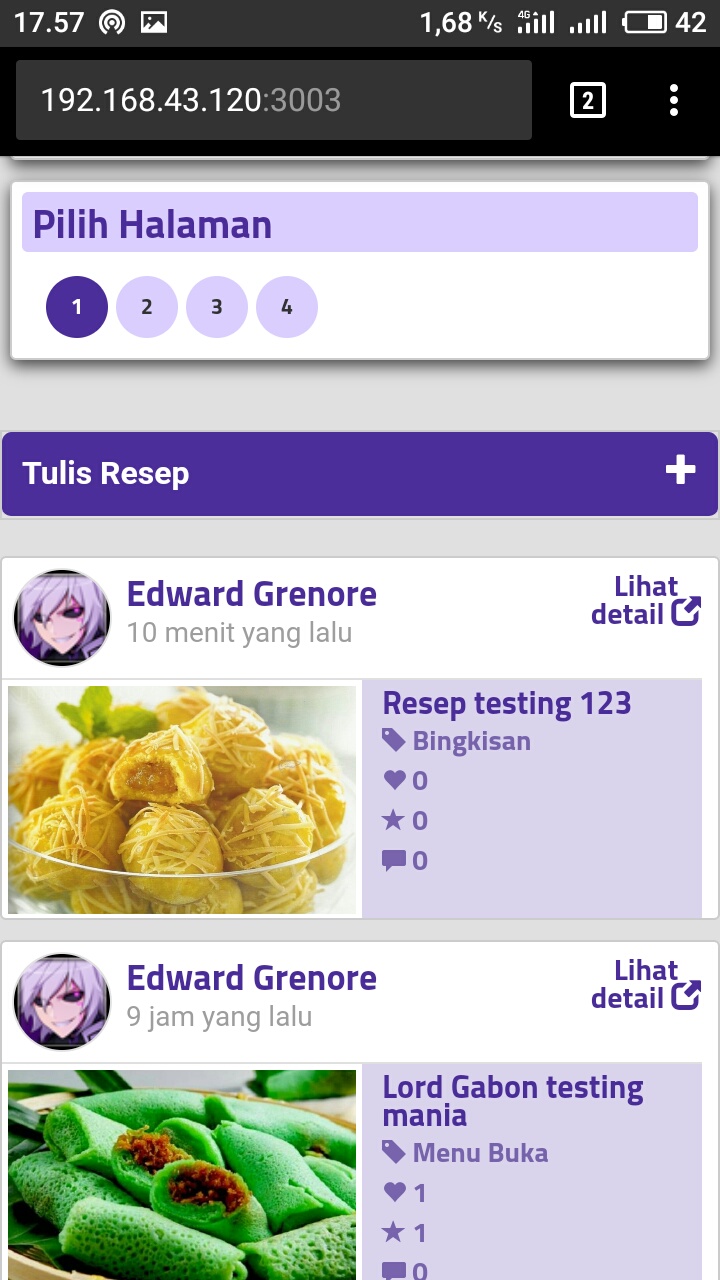 17.57 1,68 K/s 4G 42
192.168.43.120:3003 2
Pilih Halaman
1 2 3 4
Tulis Resep
Edward Grenore
10 menit yang lalu
Lihat
detail
Resep testing 123
Bingkisan
0
0
0
Edward Grenore
9 jam yang lalu
Lihat
detail
Lord Gabon testing
mania
Menu Buka
1
1
0